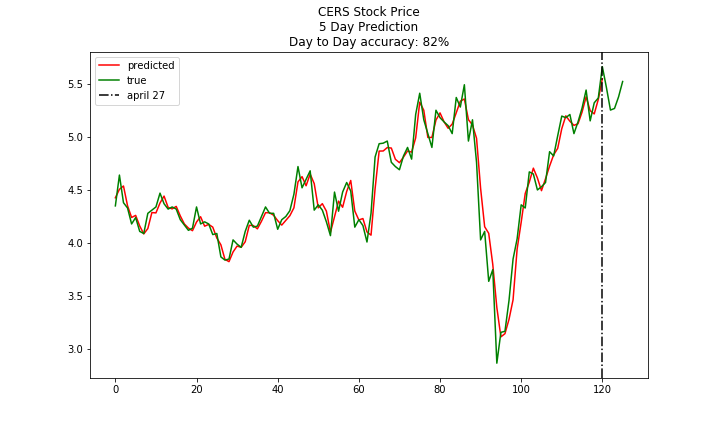 CERS Stock Price
5 Day Prediction
Day to Day accuracy: 82%
predicted
true
april 27
5.5
5.0
4.5
4.0
3.5
3.0
0 20 40 60 80 100 120